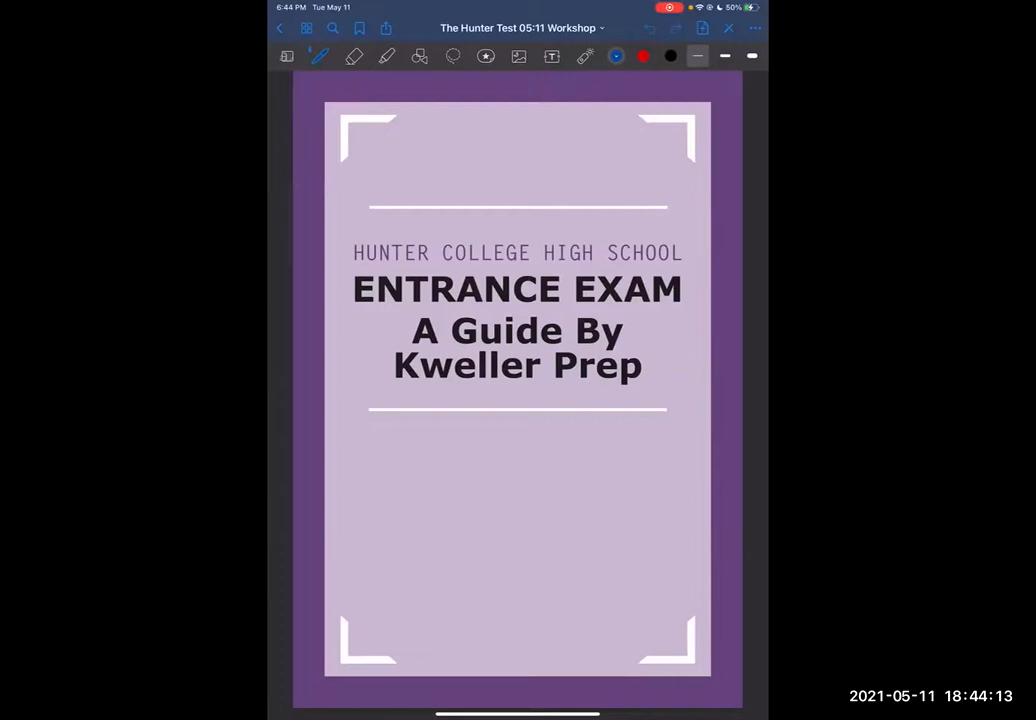 6:44 PM Tue May 11
50%
The Hunter Test 05:11 Workshop
HUNTER COLLEGE HIGH SCHOOL
ENTRANCE EXAM
A Guide By
Kweller Prep
2021-05-11 18:44:13